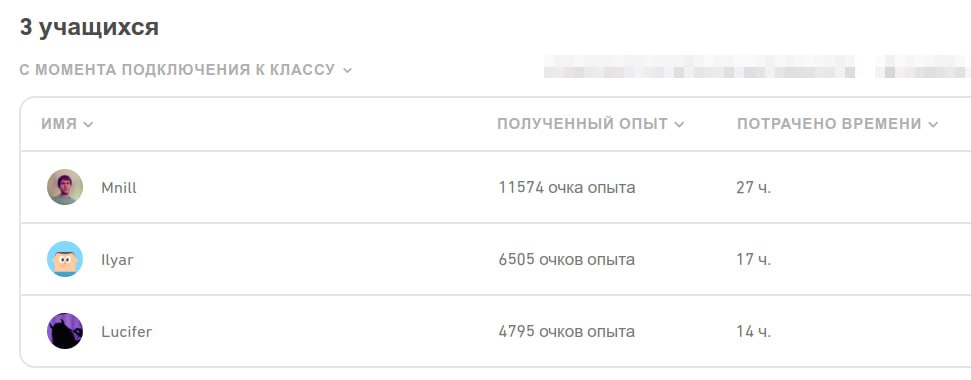 3 учащихся
С МОМЕНТА ПОДКЛЮЧЕНИЯ К КЛАССУ
ИМЯ ПОЛУЧЕННЫЙ ОПЫТ ПОТРАЧЕНО ВРЕМЕНИ
Mnill 11574 очка опыта 27 ч.
Ilyar 6505 очков опыта 17 ч.
Lucifer 4795 очков опыта 14 ч.